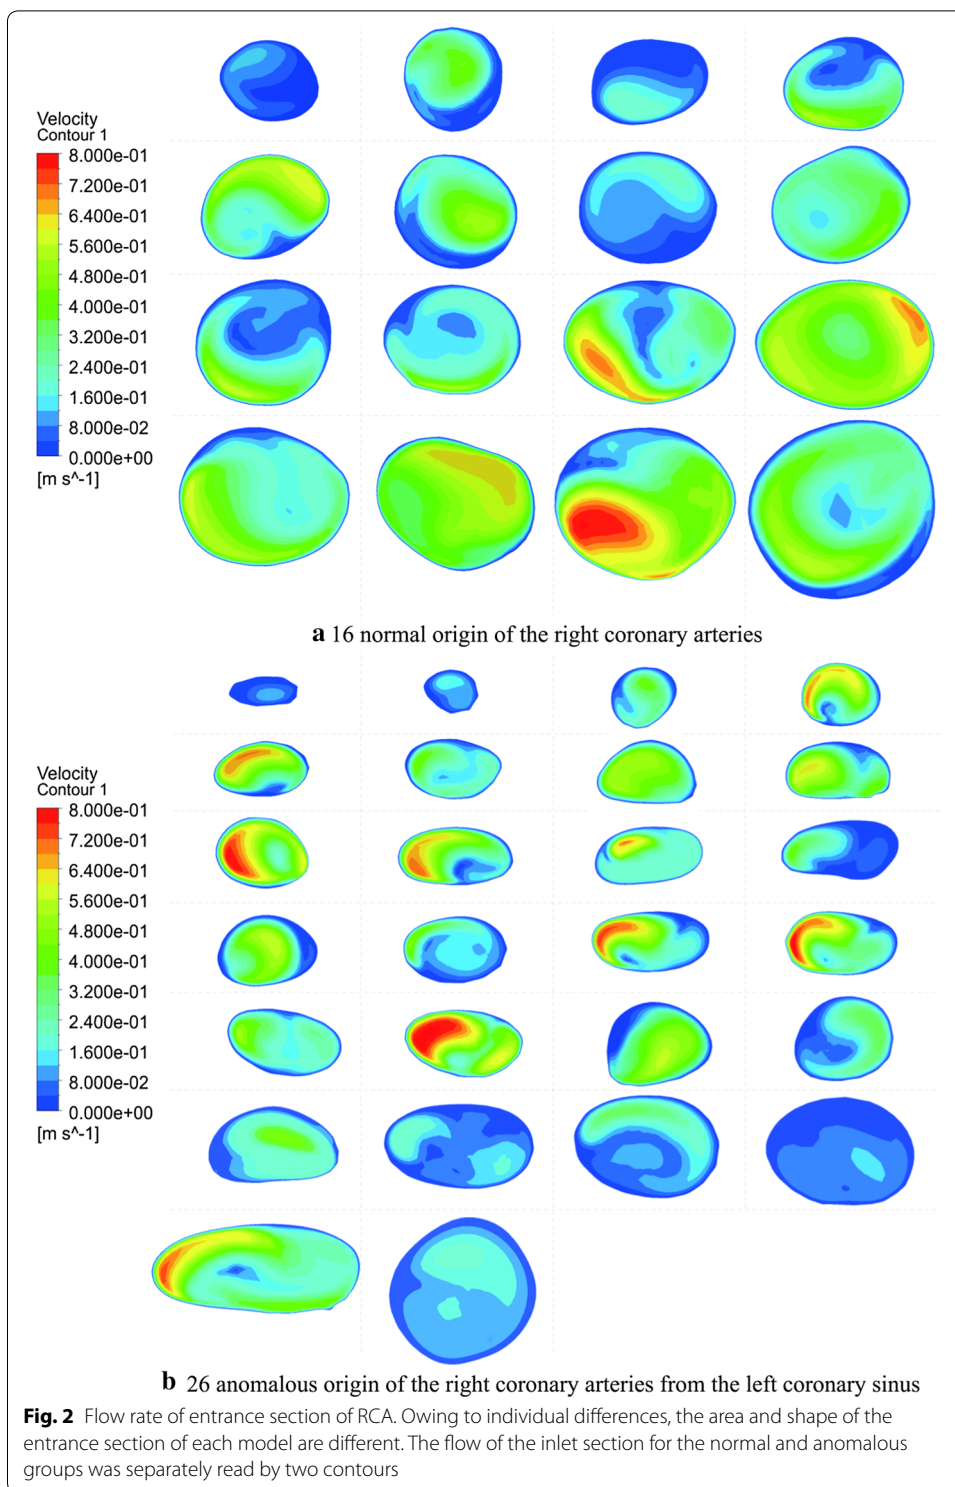 Velocity
Contour 1
8.000e-01
7.200e-01
6.400e-01
5.600e-01
4.800e-01
4.000e-01
3.200e-01
2.400e-01
1.600e-01
8.000e-02
0.000e+00
[m s^-1]
a 16 normal origin of the right coronary arteries
Velocity
Contour 1
8.000e-01
7.200e-01
6.400e-01
5.600e-01
4.800e-01
4.000e-01
3.200e-01
2.400e-01
1.600e-01
8.000e-02
0.000e+00
[m s^-1]
b 26 anomalous origin of the right coronary arteries from the left coronary sinus
Fig. 2 Flow rate of entrance section of RCA. Owing to individual differences, the area and shape of the
entrance section of each model are different. The flow of the inlet section for the normal and anomalous
groups was separately read by two contours